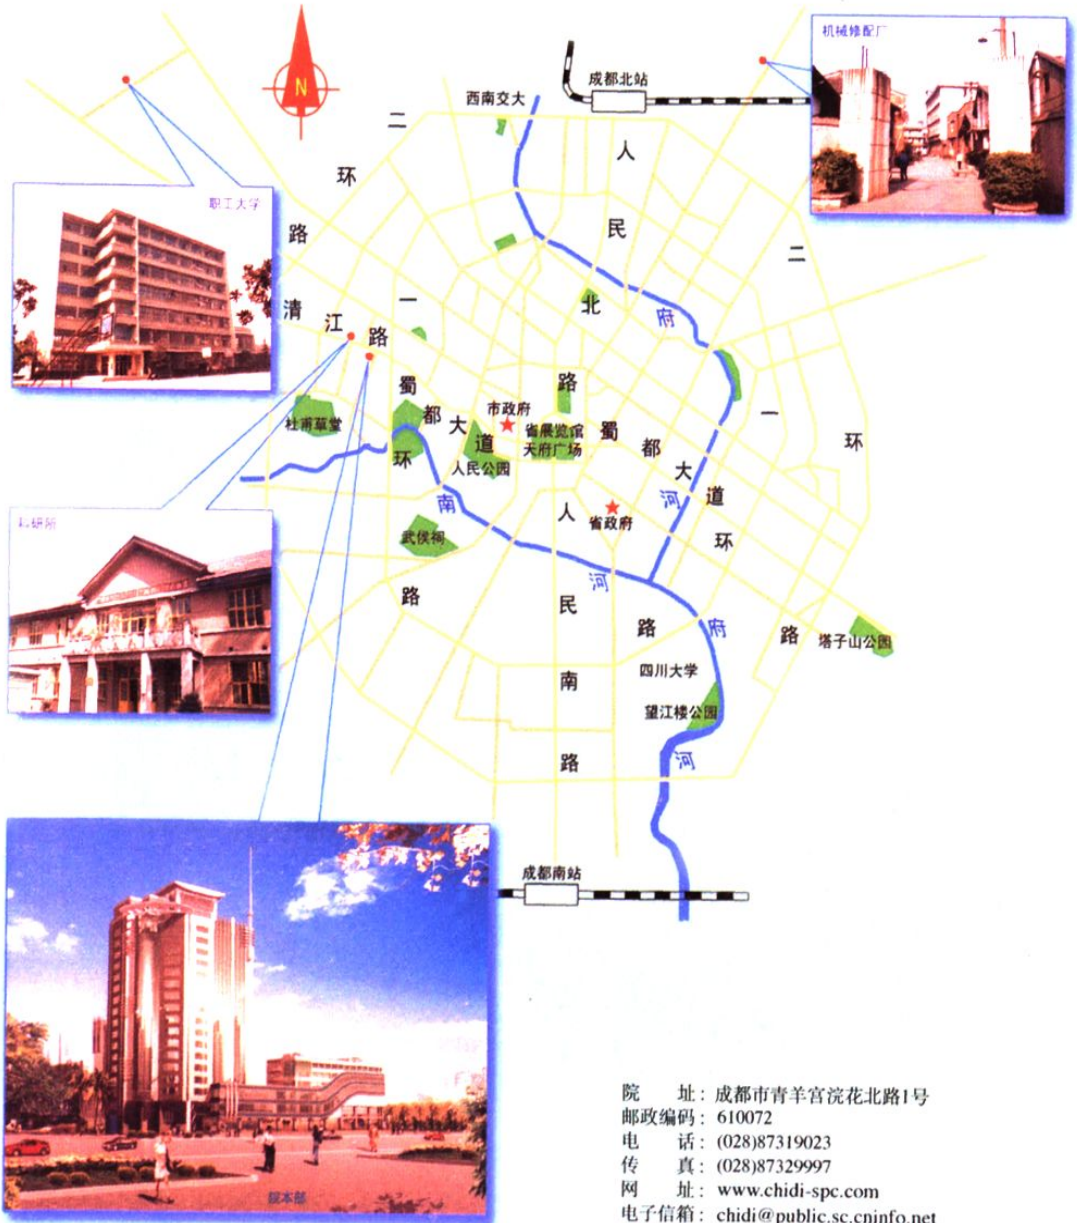 机械修配厂
成都北站
西南交大
N
二环路
人民北路
二环路
职工大学
清江路
一环路
府河
蜀都大道
市政府
省展览馆
天府广场
蜀都大道
杜甫草堂
人民公园
一环路
南河
人民南路
省政府
武侯祠
科研所
府河
塔子山公园
四川大学
望江楼公园
成都南站
院本部
院 址：成都市青羊宫浣花北路1号
邮政编码：610072
电 话：(028)87319023
传 真：(028)87329997
网 址：www.chidi-spc.com
电子信箱：chidi@public.sc.cninfo.net